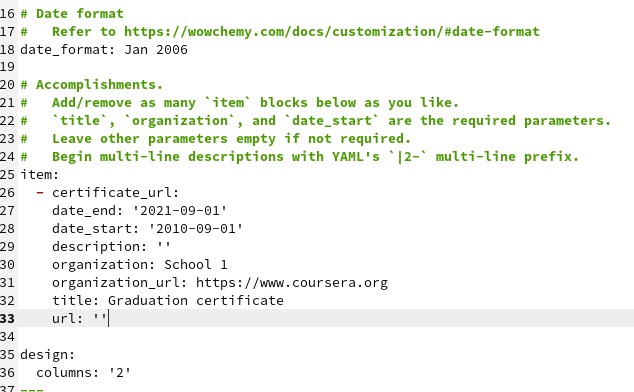 16 # Date format
17 #   Refer to https://wowchemy.com/docs/customization/#date-format
18 date_format: Jan 2006
19
20 # Accomplishments.
21 #   Add/remove as many `item` blocks below as you like.
22 #   `title`, `organization`, and `date_start` are the required parameters.
23 #   Leave other parameters empty if not required.
24 #   Begin multi-line descriptions with YAML's `|2-` multi-line prefix.
25 item:
26   - certificate_url:
27     date_end: '2021-09-01'
28     date_start: '2010-09-01'
29     description: ''
30     organization: School 1
31     organization_url: https://www.coursera.org
32     title: Graduation certificate
33     url: ''
34
35 design:
36   columns: '2'
37 ---